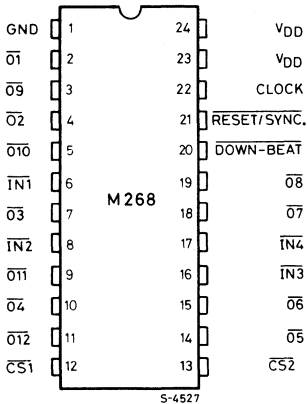 GND 1 24 VDD
O1 2 23 VDD
O9 3 22 CLOCK
O2 4 21 RESET/SYNC.
O10 5 20 DOWN-BEAT
IN1 6 19 O8
M268
O3 7 18 O7
IN2 8 17 IN4
O11 9 16 IN3
O4 10 15 O6
O12 11 14 O5
CS1 12 13 CS2
S-4527